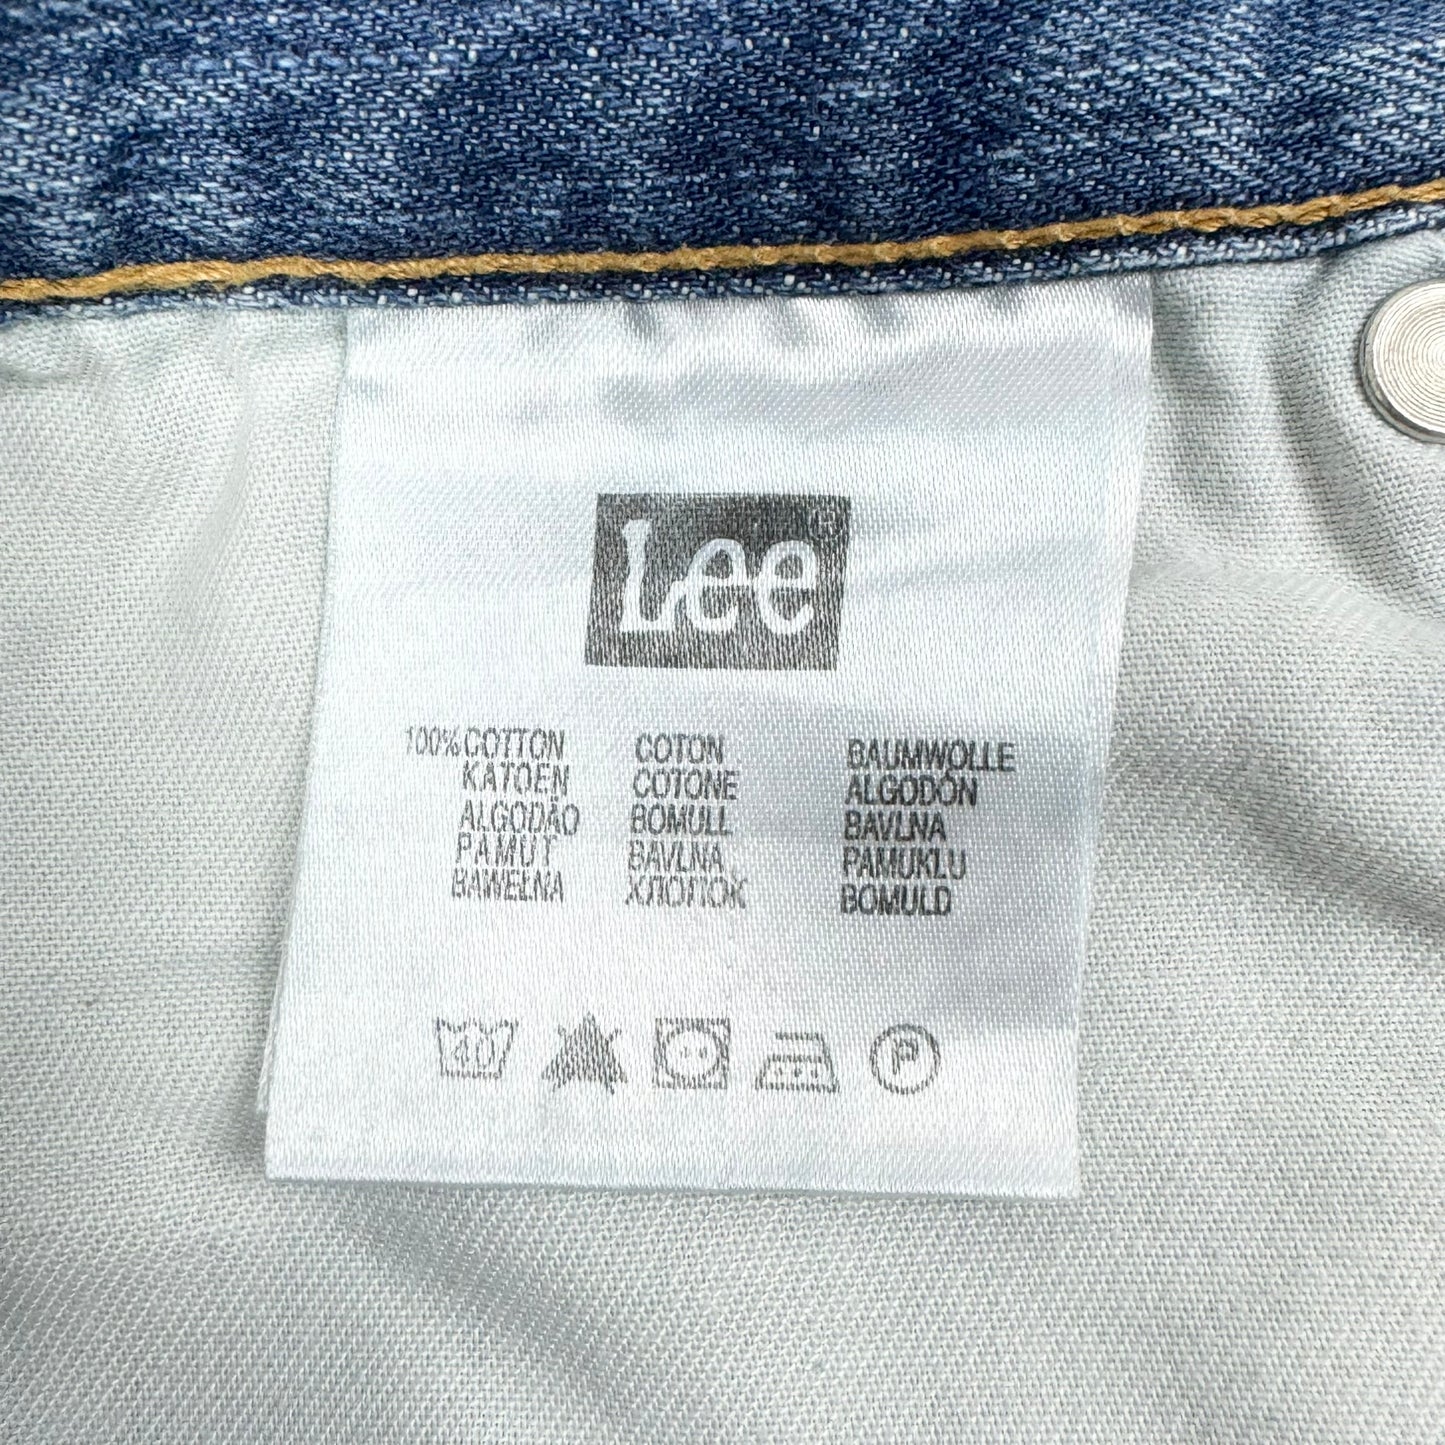 Lee®
100% COTTON COTON BAUMWOLLE
KATOEN COTONE ALGODÓN
ALGODÃO BOMULL BAVLNA
PAMUT BAVLNA PAMUKLU
BAWEŁNA ХЛОПОК BOMULD
40 P